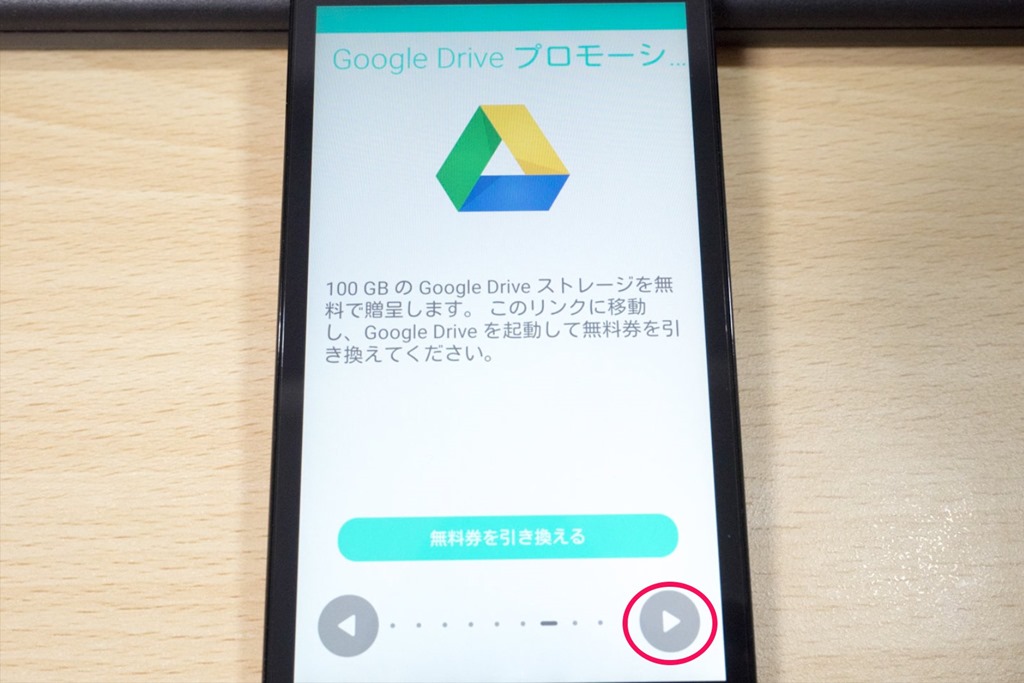 Google Drive プロモーシ...
100 GB の Google Drive ストレージを無
料で贈呈します。 このリンクに移動
し、Google Drive を起動して無料券を引
き換えてください。
無料券を引き換える